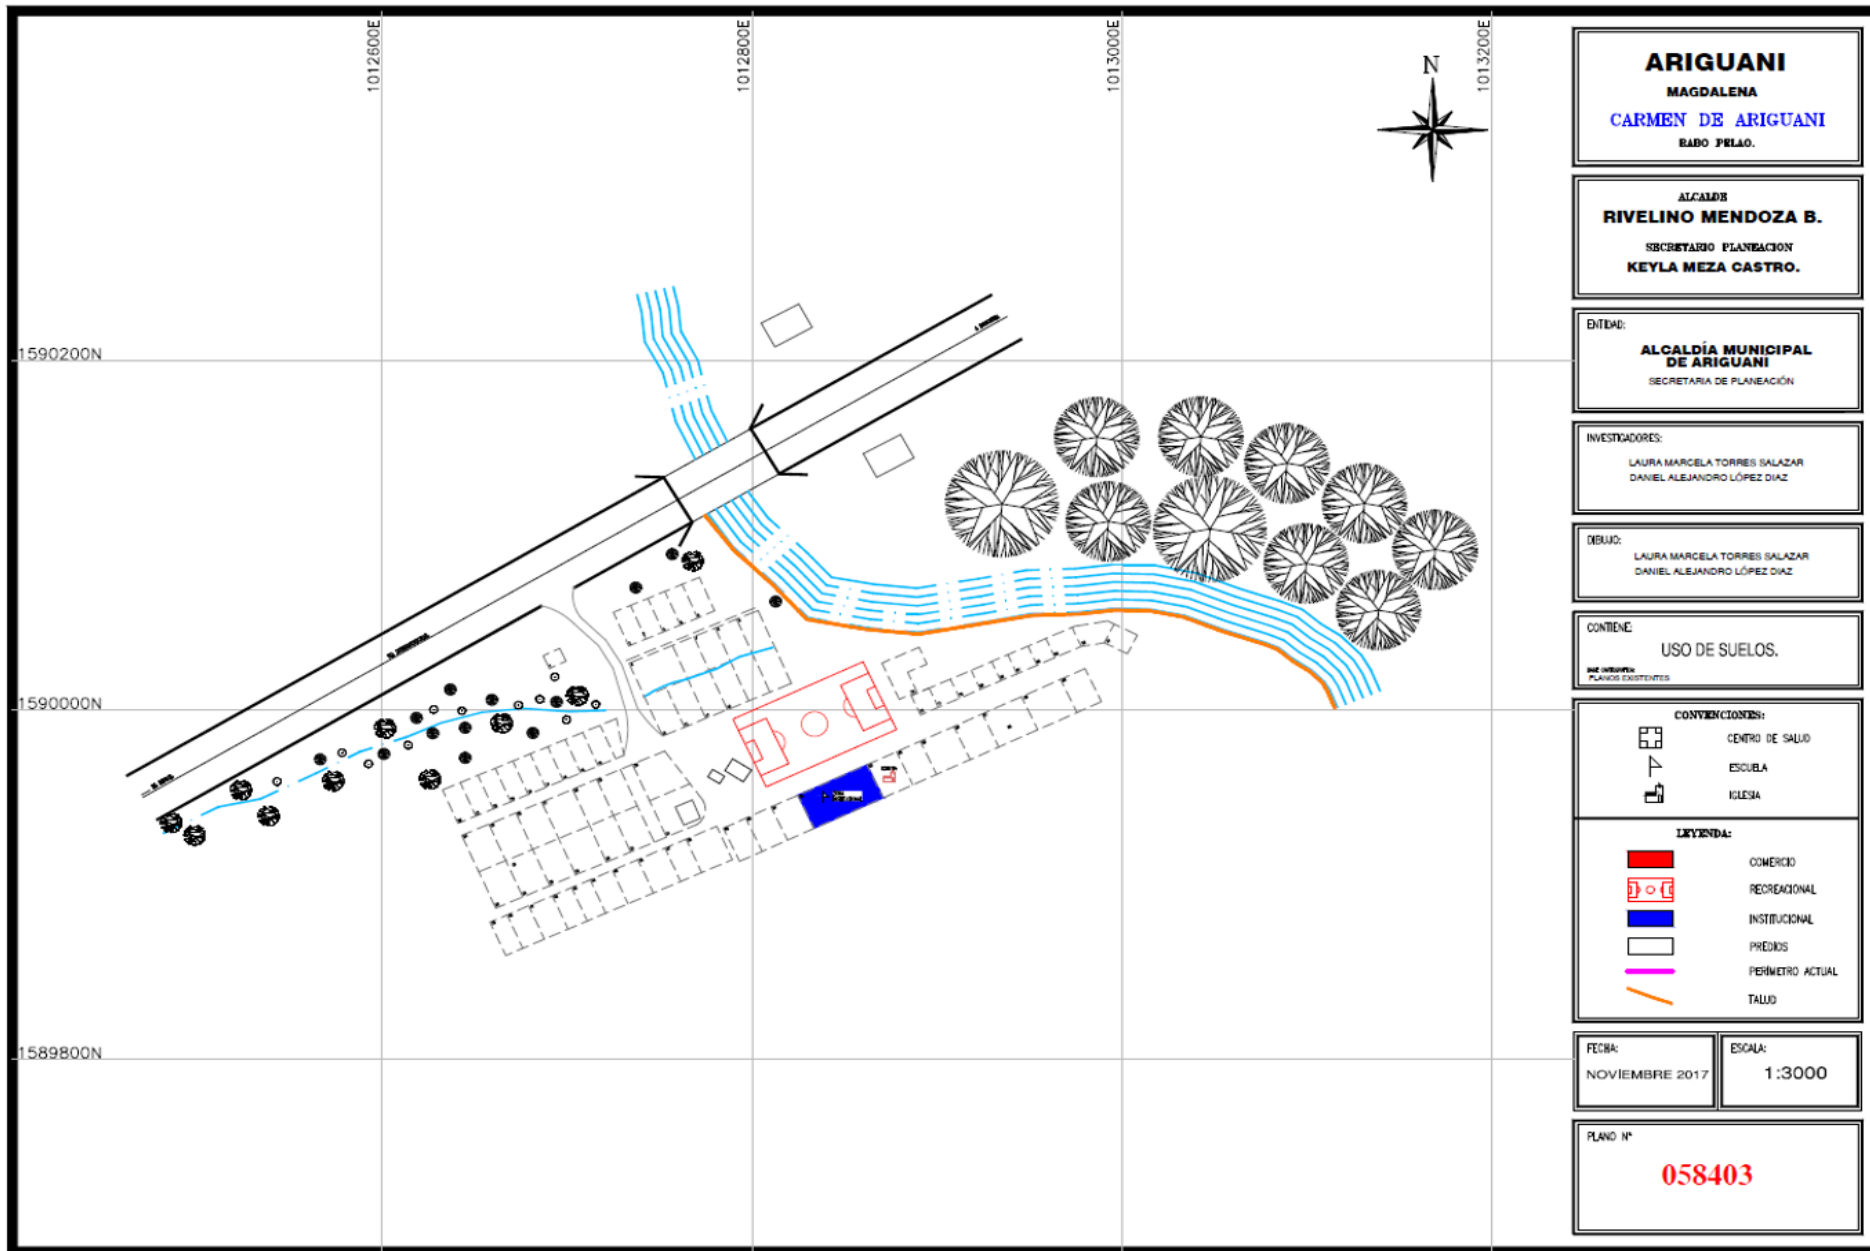 1012600E
1012800E
1013000E
1013200E
N
1590200N
1590000N
1589800N
ARIGUANI
MAGDALENA
CARMEN DE ARIGUANI
RABO PELAO.
ALCALDE
RIVELINO MENDOZA B.
SECRETARIO PLANEACION
KEYLA MEZA CASTRO.
ENTIDAD:
ALCALDÍA MUNICIPAL
DE ARIGUANI
SECRETARIA DE PLANEACIÓN
INVESTIGADORES:
LAURA MARCELA TORRES SALAZAR
DANIEL ALEJANDRO LÓPEZ DIAZ
DIBUJO:
LAURA MARCELA TORRES SALAZAR
DANIEL ALEJANDRO LÓPEZ DIAZ
CONTIENE:
USO DE SUELOS.
PLANOS EXISTENTES
CONVENCIONES:
CENTRO DE SALUD
ESCUELA
IGLESIA
LEYENDA:
COMERCIO
RECREACIONAL
INSTITUCIONAL
PREDIOS
PERÍMETRO ACTUAL
TALUD
FECHA:
NOVIEMBRE 2017
ESCALA:
1:3000
PLANO N°
058403